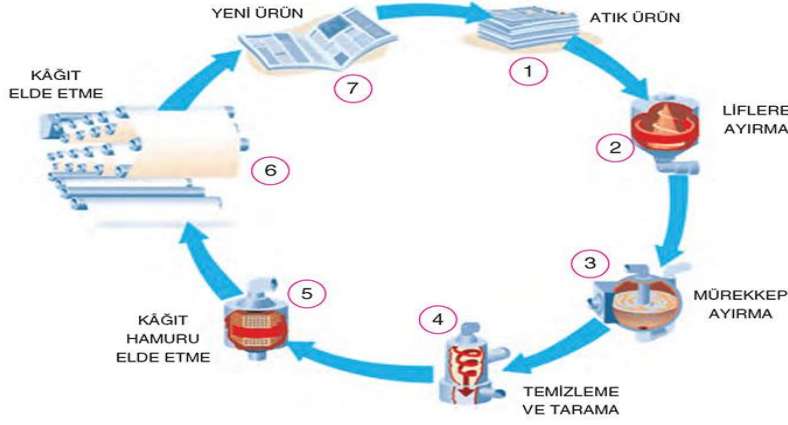 YENİ ÜRÜN
7
ATIK ÜRÜN
1
LİFLERE
AYIRMA
2
3
MÜREKKEP
AYIRMA
4
TEMİZLEME
VE TARAMA
5
KÂĞIT
HAMURU
ELDE ETME
KÂĞIT
ELDE ETME
6